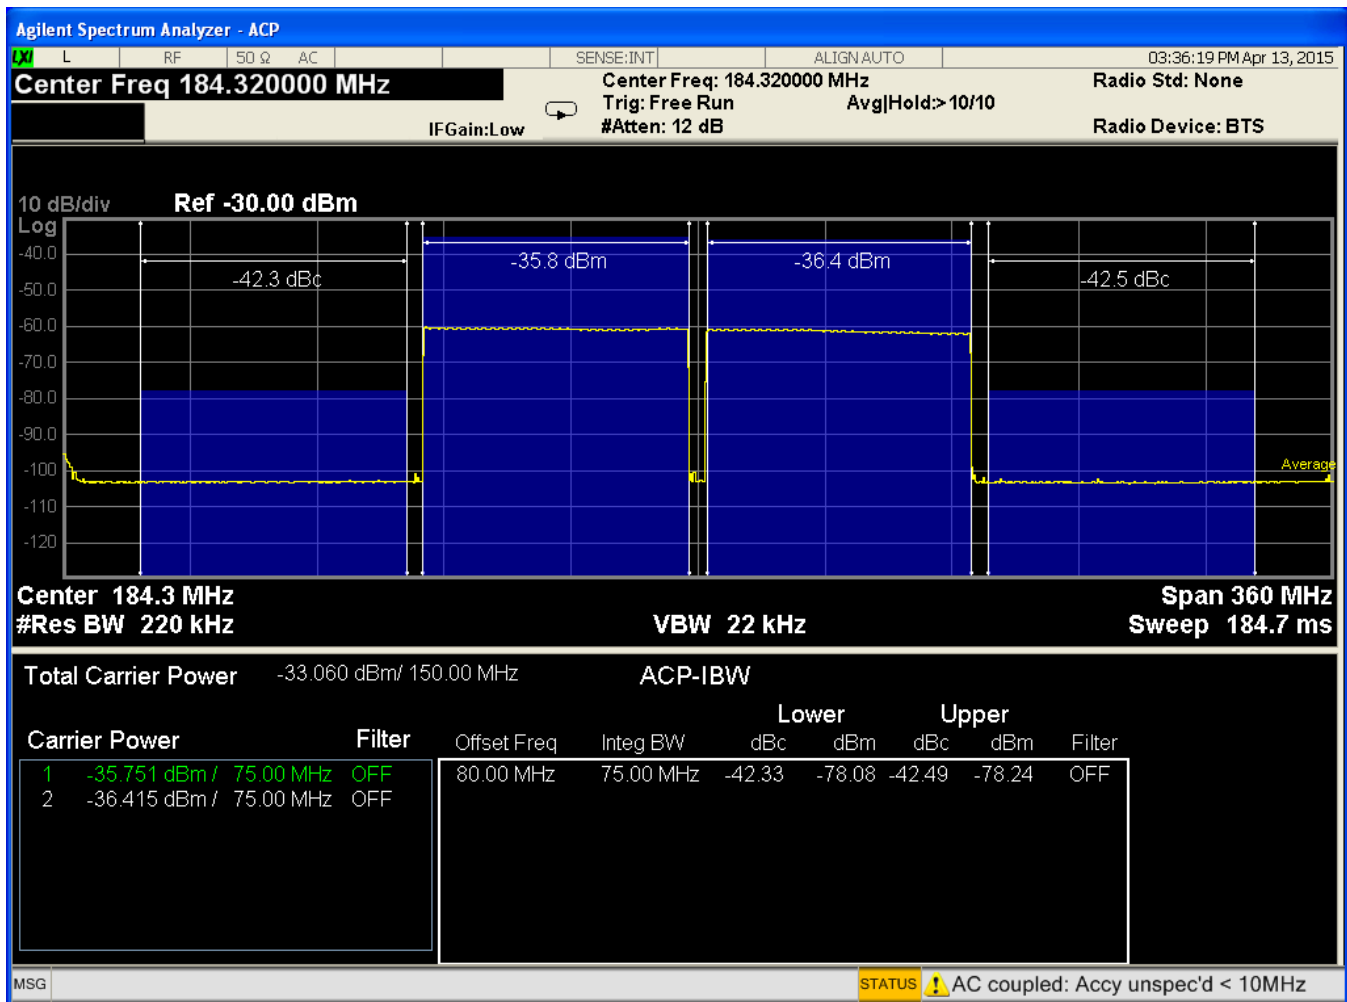 Agilent Spectrum Analyzer - ACP
LXI L RF 50 Ω AC SENSE:INT ALIGN AUTO 03:36:19 PM Apr 13, 2015
Center Freq 184.320000 MHz
Center Freq: 184.320000 MHz
Radio Std: None
Trig: Free Run Avg|Hold:>10/10
IFGain:Low #Atten: 12 dB Radio Device: BTS
10 dB/div Ref -30.00 dBm
Log
-40.0
-50.0
-60.0
-70.0
-80.0
-90.0
-100
-110
-120
-42.3 dBc
-35.8 dBm
-36.4 dBm
-42.5 dBc
Average
Center 184.3 MHz Span 360 MHz
#Res BW 220 kHz VBW 22 kHz Sweep 184.7 ms
Total Carrier Power -33.060 dBm/ 150.00 MHz ACP-IBW
Lower Upper
Carrier Power Filter Offset Freq Integ BW dBc dBm dBc dBm Filter
1 -35.751 dBm / 75.00 MHz OFF 80.00 MHz 75.00 MHz -42.33 -78.08 -42.49 -78.24 OFF
2 -36.415 dBm / 75.00 MHz OFF
MSG STATUS AC coupled: Accy unspec'd < 10MHz